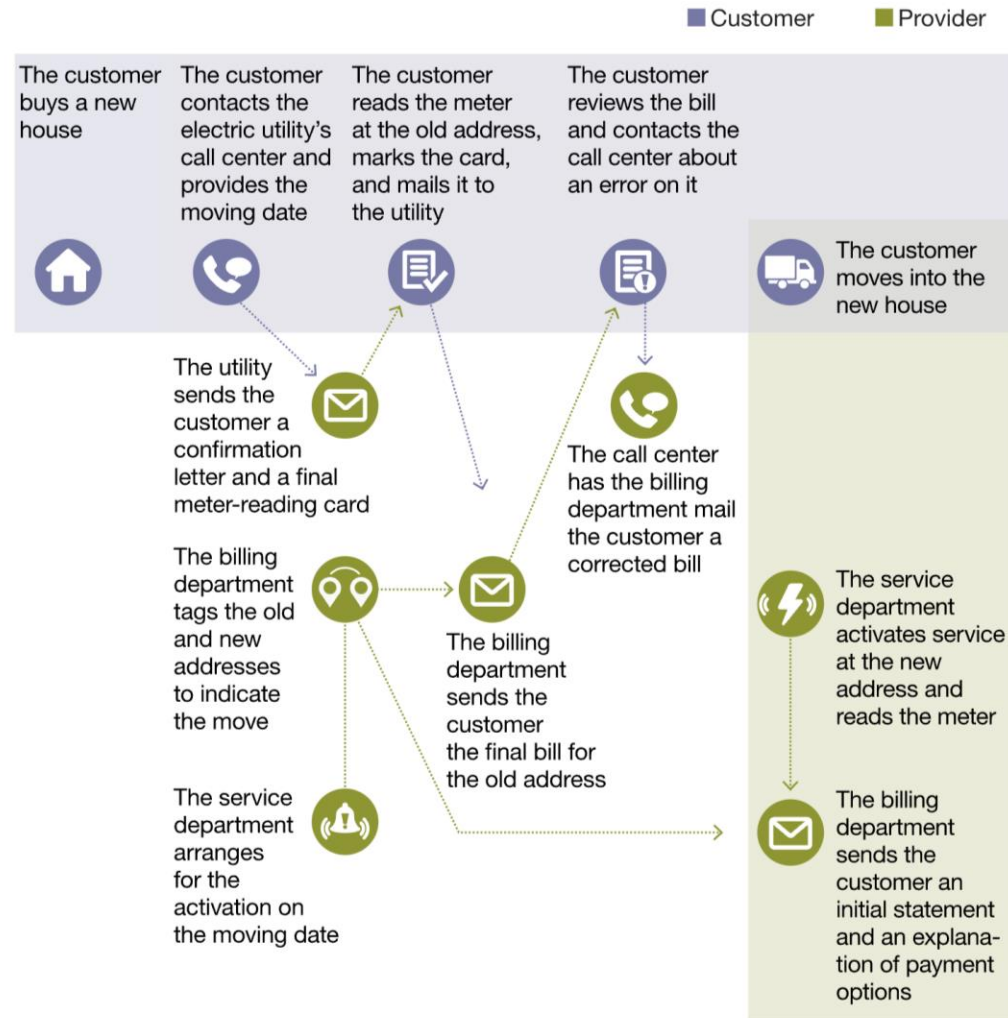 Customer
Provider
The customer
buys a new
house
The customer
contacts the
electric utility’s
call center and
provides the
moving date
The customer
reads the meter
at the old address,
marks the card,
and mails it to
the utility
The customer
reviews the bill
and contacts the
call center about
an error on it
The customer
moves into the
new house
The utility
sends the
customer a
confirmation
letter and a final
meter-reading card
The call center
has the billing
department mail
the customer a
corrected bill
The billing
department
tags the old
and new
addresses
to indicate
the move
The billing
department
sends the
customer
the final bill for
the old address
The service
department
activates service
at the new
address and
reads the meter
The service
department
arranges
for the
activation on
the moving date
The billing
department
sends the
customer an
initial statement
and an explana-
tion of payment
options